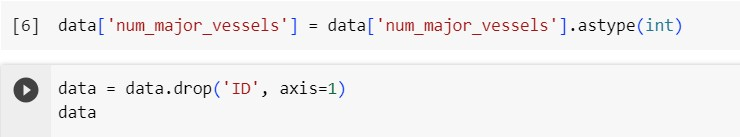 [6] data['num_major_vessels'] = data['num_major_vessels'].astype(int)
data = data.drop('ID', axis=1)
data